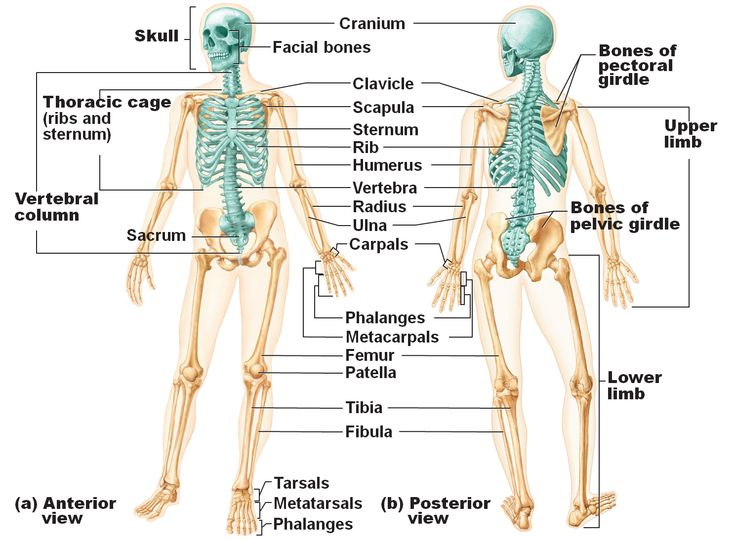 Skull
Cranium
Facial bones
Bones of
pectoral
girdle
Clavicle
Thoracic cage
(ribs and
sternum)
Scapula
Sternum
Upper
limb
Rib
Humerus
Vertebra
Vertebral
column
Radius
Ulna
Bones of
pelvic girdle
Sacrum
Carpals
Phalanges
Metacarpals
Femur
Patella
Lower
limb
Tibia
Fibula
Tarsals
Metatarsals
Phalanges
(a) Anterior
view
(b) Posterior
view